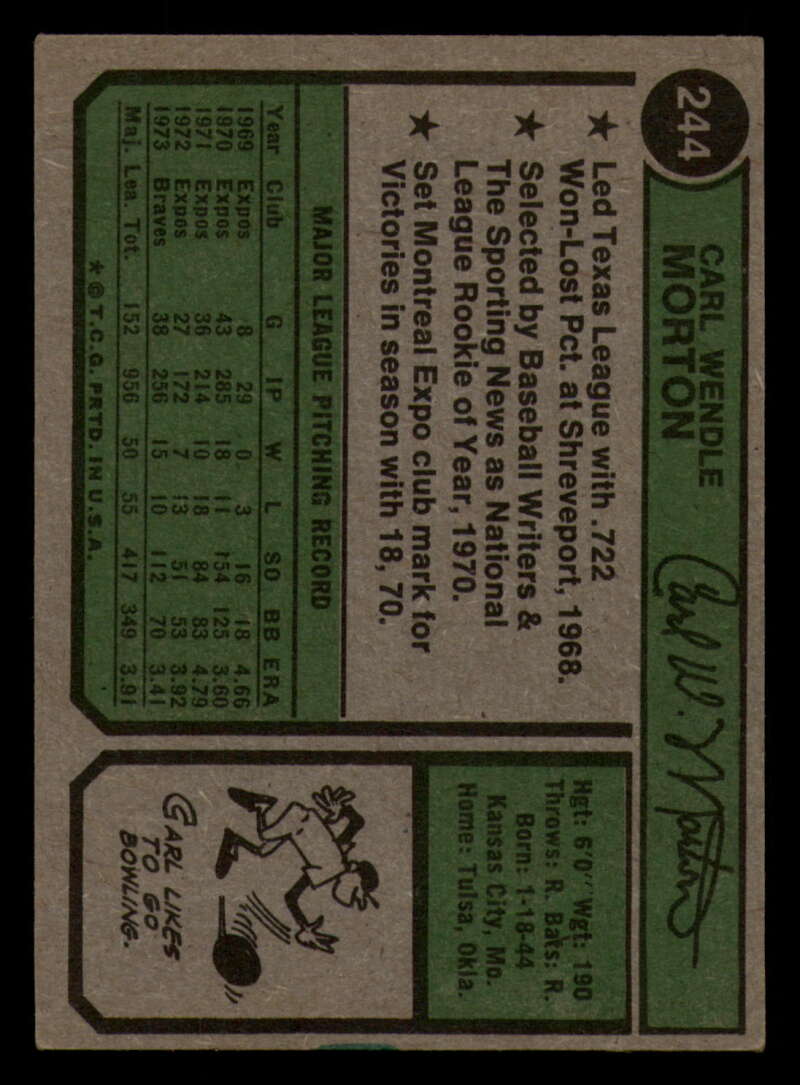 244
CARL WENDLE
MORTON
Carl W. Morton
★ Led Texas League with .722
Won-Lost Pct. at Shreveport, 1968.
★ Selected by Baseball Writers &
The Sporting News as National
League Rookie of Year, 1970.
★ Set Montreal Expo club mark for
Victories in season with 18, 70.
MAJOR LEAGUE PITCHING RECORD
Year Club G IP W L SO BB ERA
1969 Expos 8 29 0 3 16 18 4.66
1970 Expos 43 285 18 11 154 125 3.60
1971 Expos 36 214 10 18 84 83 4.79
1972 Expos 27 172 7 13 51 53 3.92
1973 Braves 38 256 15 10 112 70 3.41
Maj. Lea. Tot. 152 956 50 55 417 349 3.91
* © T.C.G. PRTD. IN U.S.A.
Hgt: 6'0" Wgt: 190
Throws: R. Bats: R.
Born: 1-18-44
Kansas City, Mo.
Home: Tulsa, Okla.
CARL LIKES
TO GO
BOWLING.